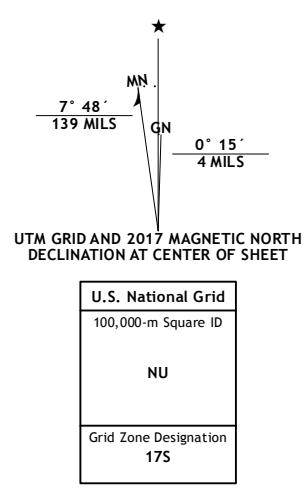 MN
7° 48´
139 MILS
GN
0° 15´
4 MILS
UTM GRID AND 2017 MAGNETIC NORTH
DECLINATION AT CENTER OF SHEET
U.S. National Grid
100,000-m Square ID
NU
Grid Zone Designation
17S